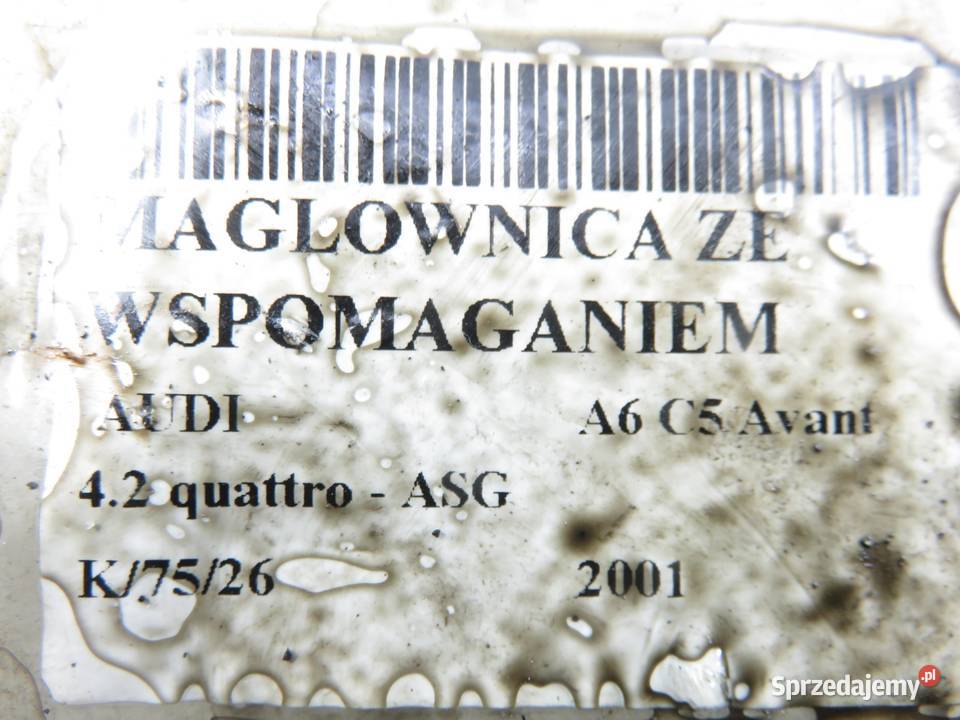 MAGLOWNICA ZE
WSPOMAGANIEM
AUDI A6 C5 Avant
4.2 quattro - ASG
K/75/26 2001
Sprzedajemy.pl